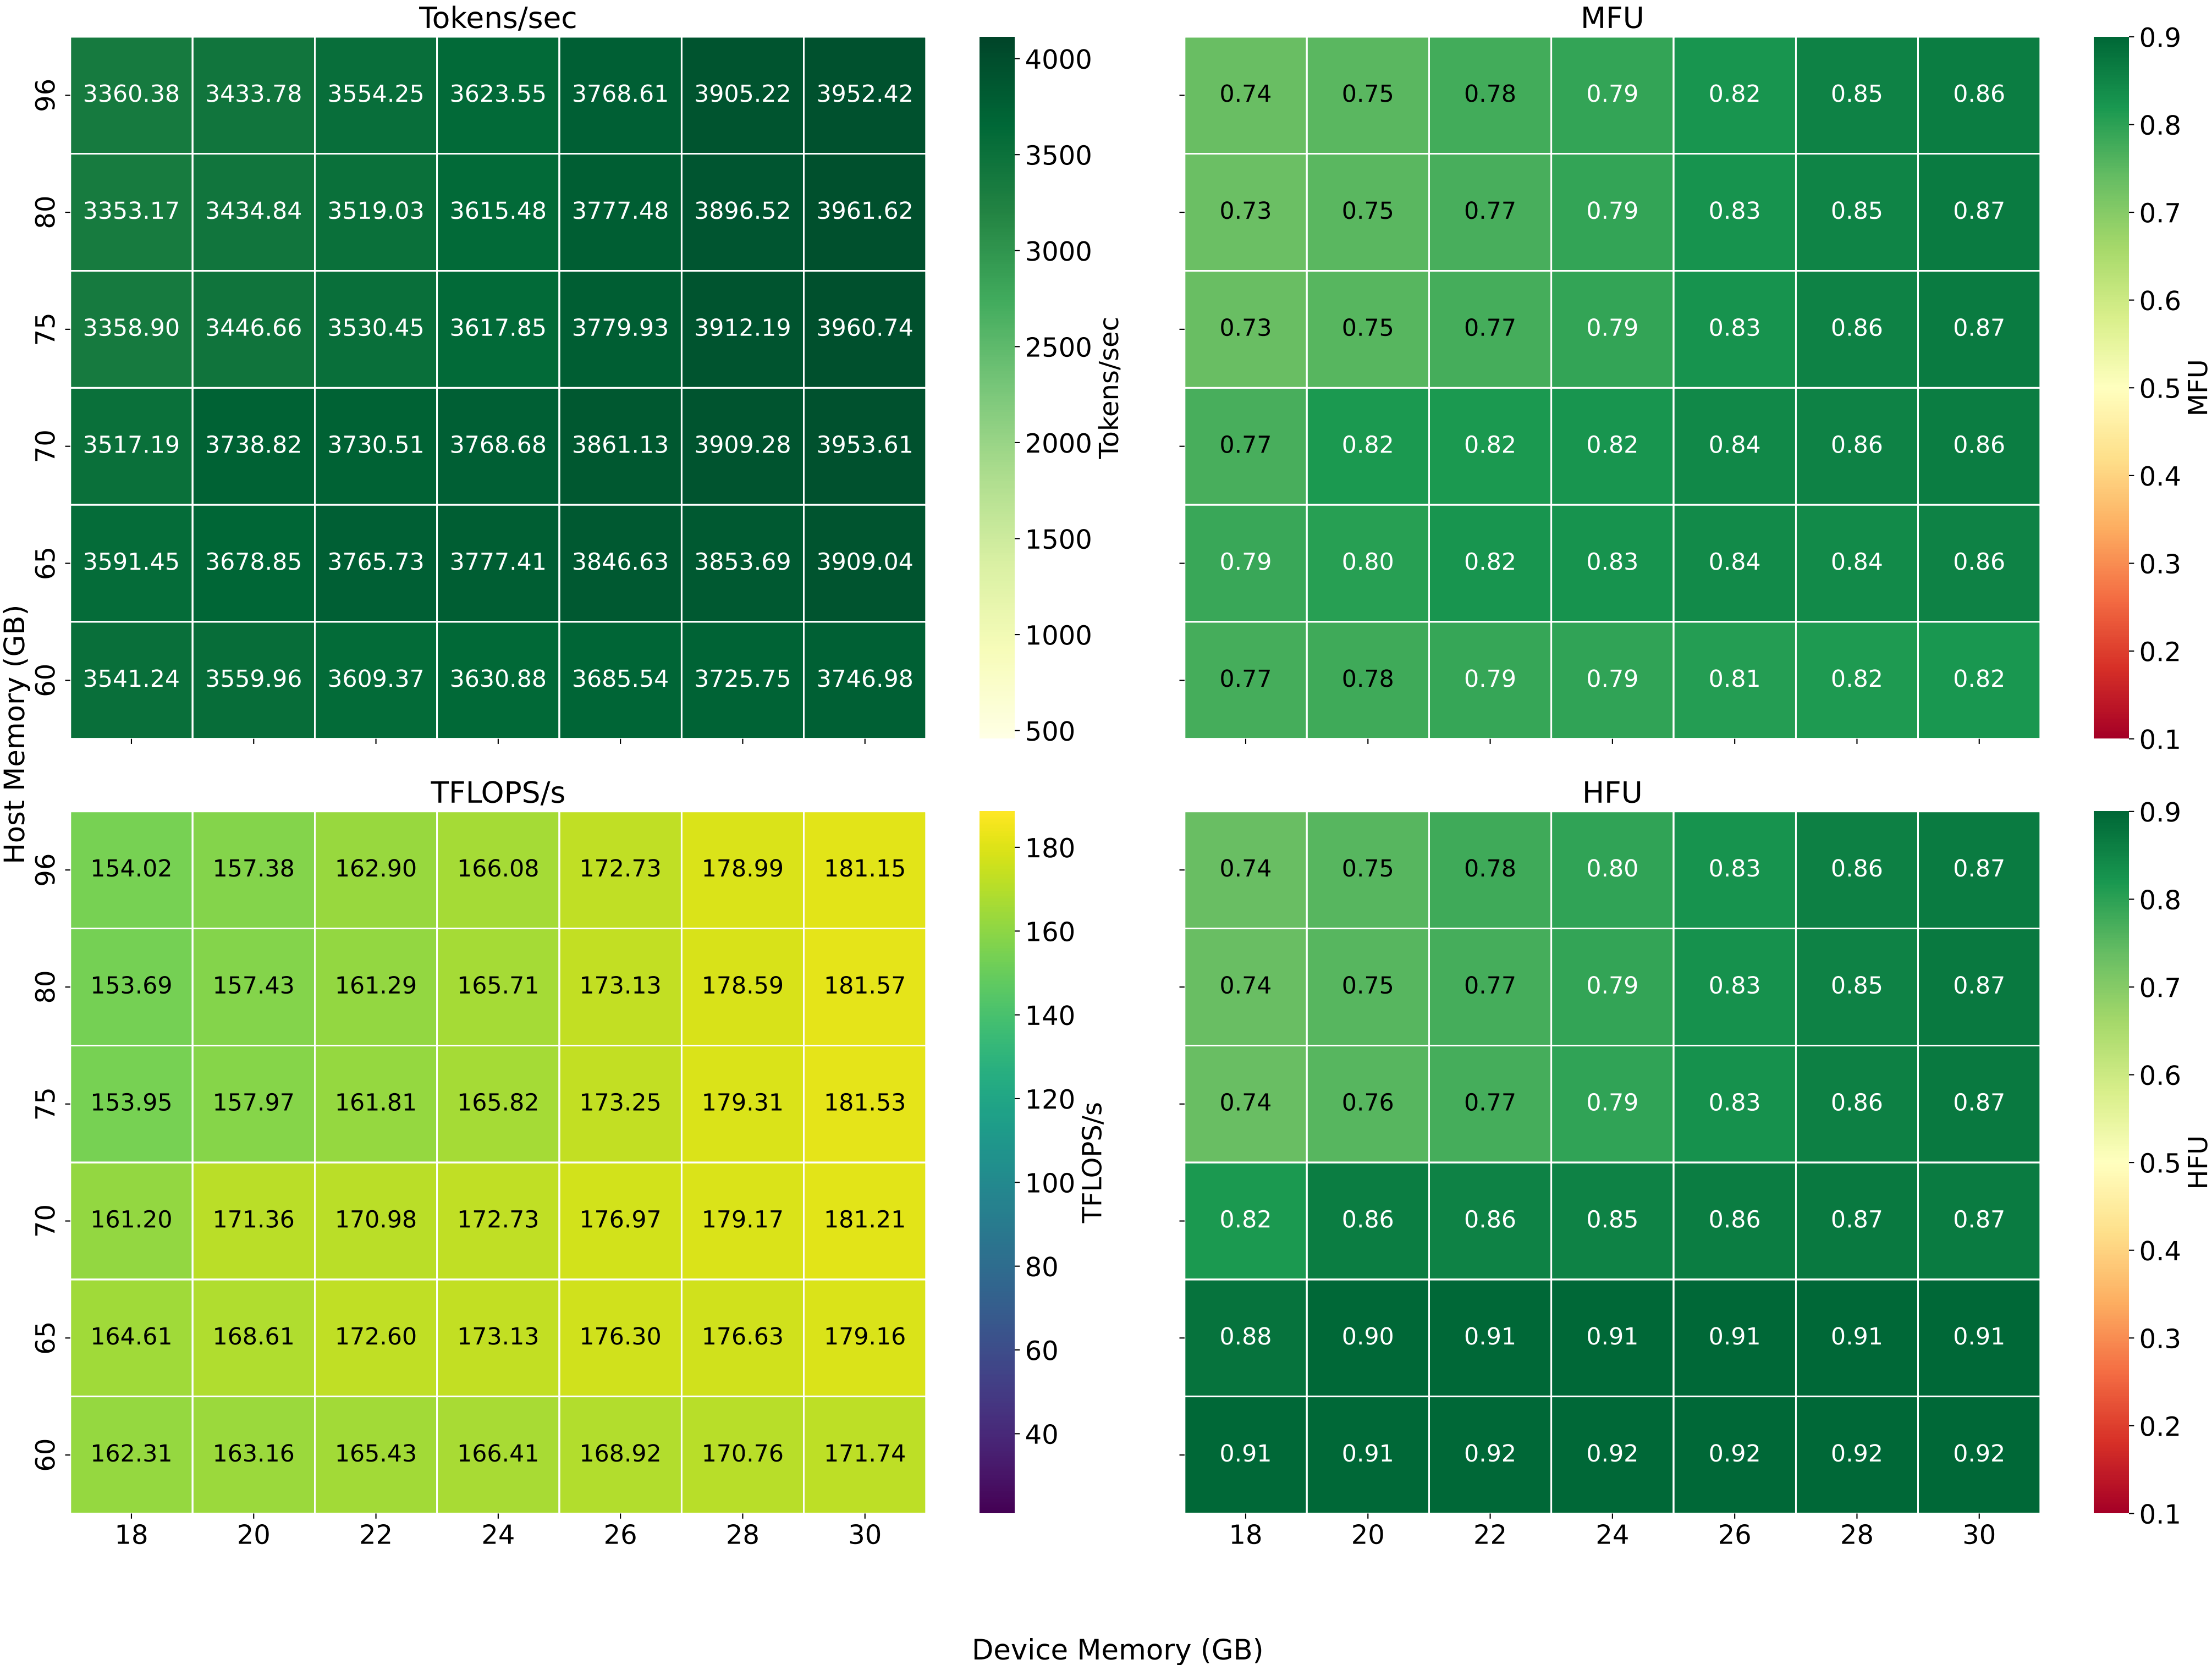 Tokens/sec
96 3360.38 3433.78 3554.25 3623.55 3768.61 3905.22 3952.42
80 3353.17 3434.84 3519.03 3615.48 3777.48 3896.52 3961.62
75 3358.90 3446.66 3530.45 3617.85 3779.93 3912.19 3960.74
70 3517.19 3738.82 3730.51 3768.68 3861.13 3909.28 3953.61
65 3591.45 3678.85 3765.73 3777.41 3846.63 3853.69 3909.04
60 3541.24 3559.96 3609.37 3630.88 3685.54 3725.75 3746.98
4000
3500
3000
2500
2000
1500
1000
500
Tokens/sec
MFU
0.74 0.75 0.78 0.79 0.82 0.85 0.86
0.73 0.75 0.77 0.79 0.83 0.85 0.87
0.73 0.75 0.77 0.79 0.83 0.86 0.87
0.77 0.82 0.82 0.82 0.84 0.86 0.86
0.79 0.80 0.82 0.83 0.84 0.84 0.86
0.77 0.78 0.79 0.79 0.81 0.82 0.82
0.9
0.8
0.7
0.6
0.5
0.4
0.3
0.2
0.1
MFU
Host Memory (GB)
TFLOPS/s
96 154.02 157.38 162.90 166.08 172.73 178.99 181.15
80 153.69 157.43 161.29 165.71 173.13 178.59 181.57
75 153.95 157.97 161.81 165.82 173.25 179.31 181.53
70 161.20 171.36 170.98 172.73 176.97 179.17 181.21
65 164.61 168.61 172.60 173.13 176.30 176.63 179.16
60 162.31 163.16 165.43 166.41 168.92 170.76 171.74
18 20 22 24 26 28 30
180
160
140
120
100
80
60
40
TFLOPS/s
HFU
0.74 0.75 0.78 0.80 0.83 0.86 0.87
0.74 0.75 0.77 0.79 0.83 0.85 0.87
0.74 0.76 0.77 0.79 0.83 0.86 0.87
0.82 0.86 0.86 0.85 0.86 0.87 0.87
0.88 0.90 0.91 0.91 0.91 0.91 0.91
0.91 0.91 0.92 0.92 0.92 0.92 0.92
18 20 22 24 26 28 30
0.9
0.8
0.7
0.6
0.5
0.4
0.3
0.2
0.1
HFU
Device Memory (GB)